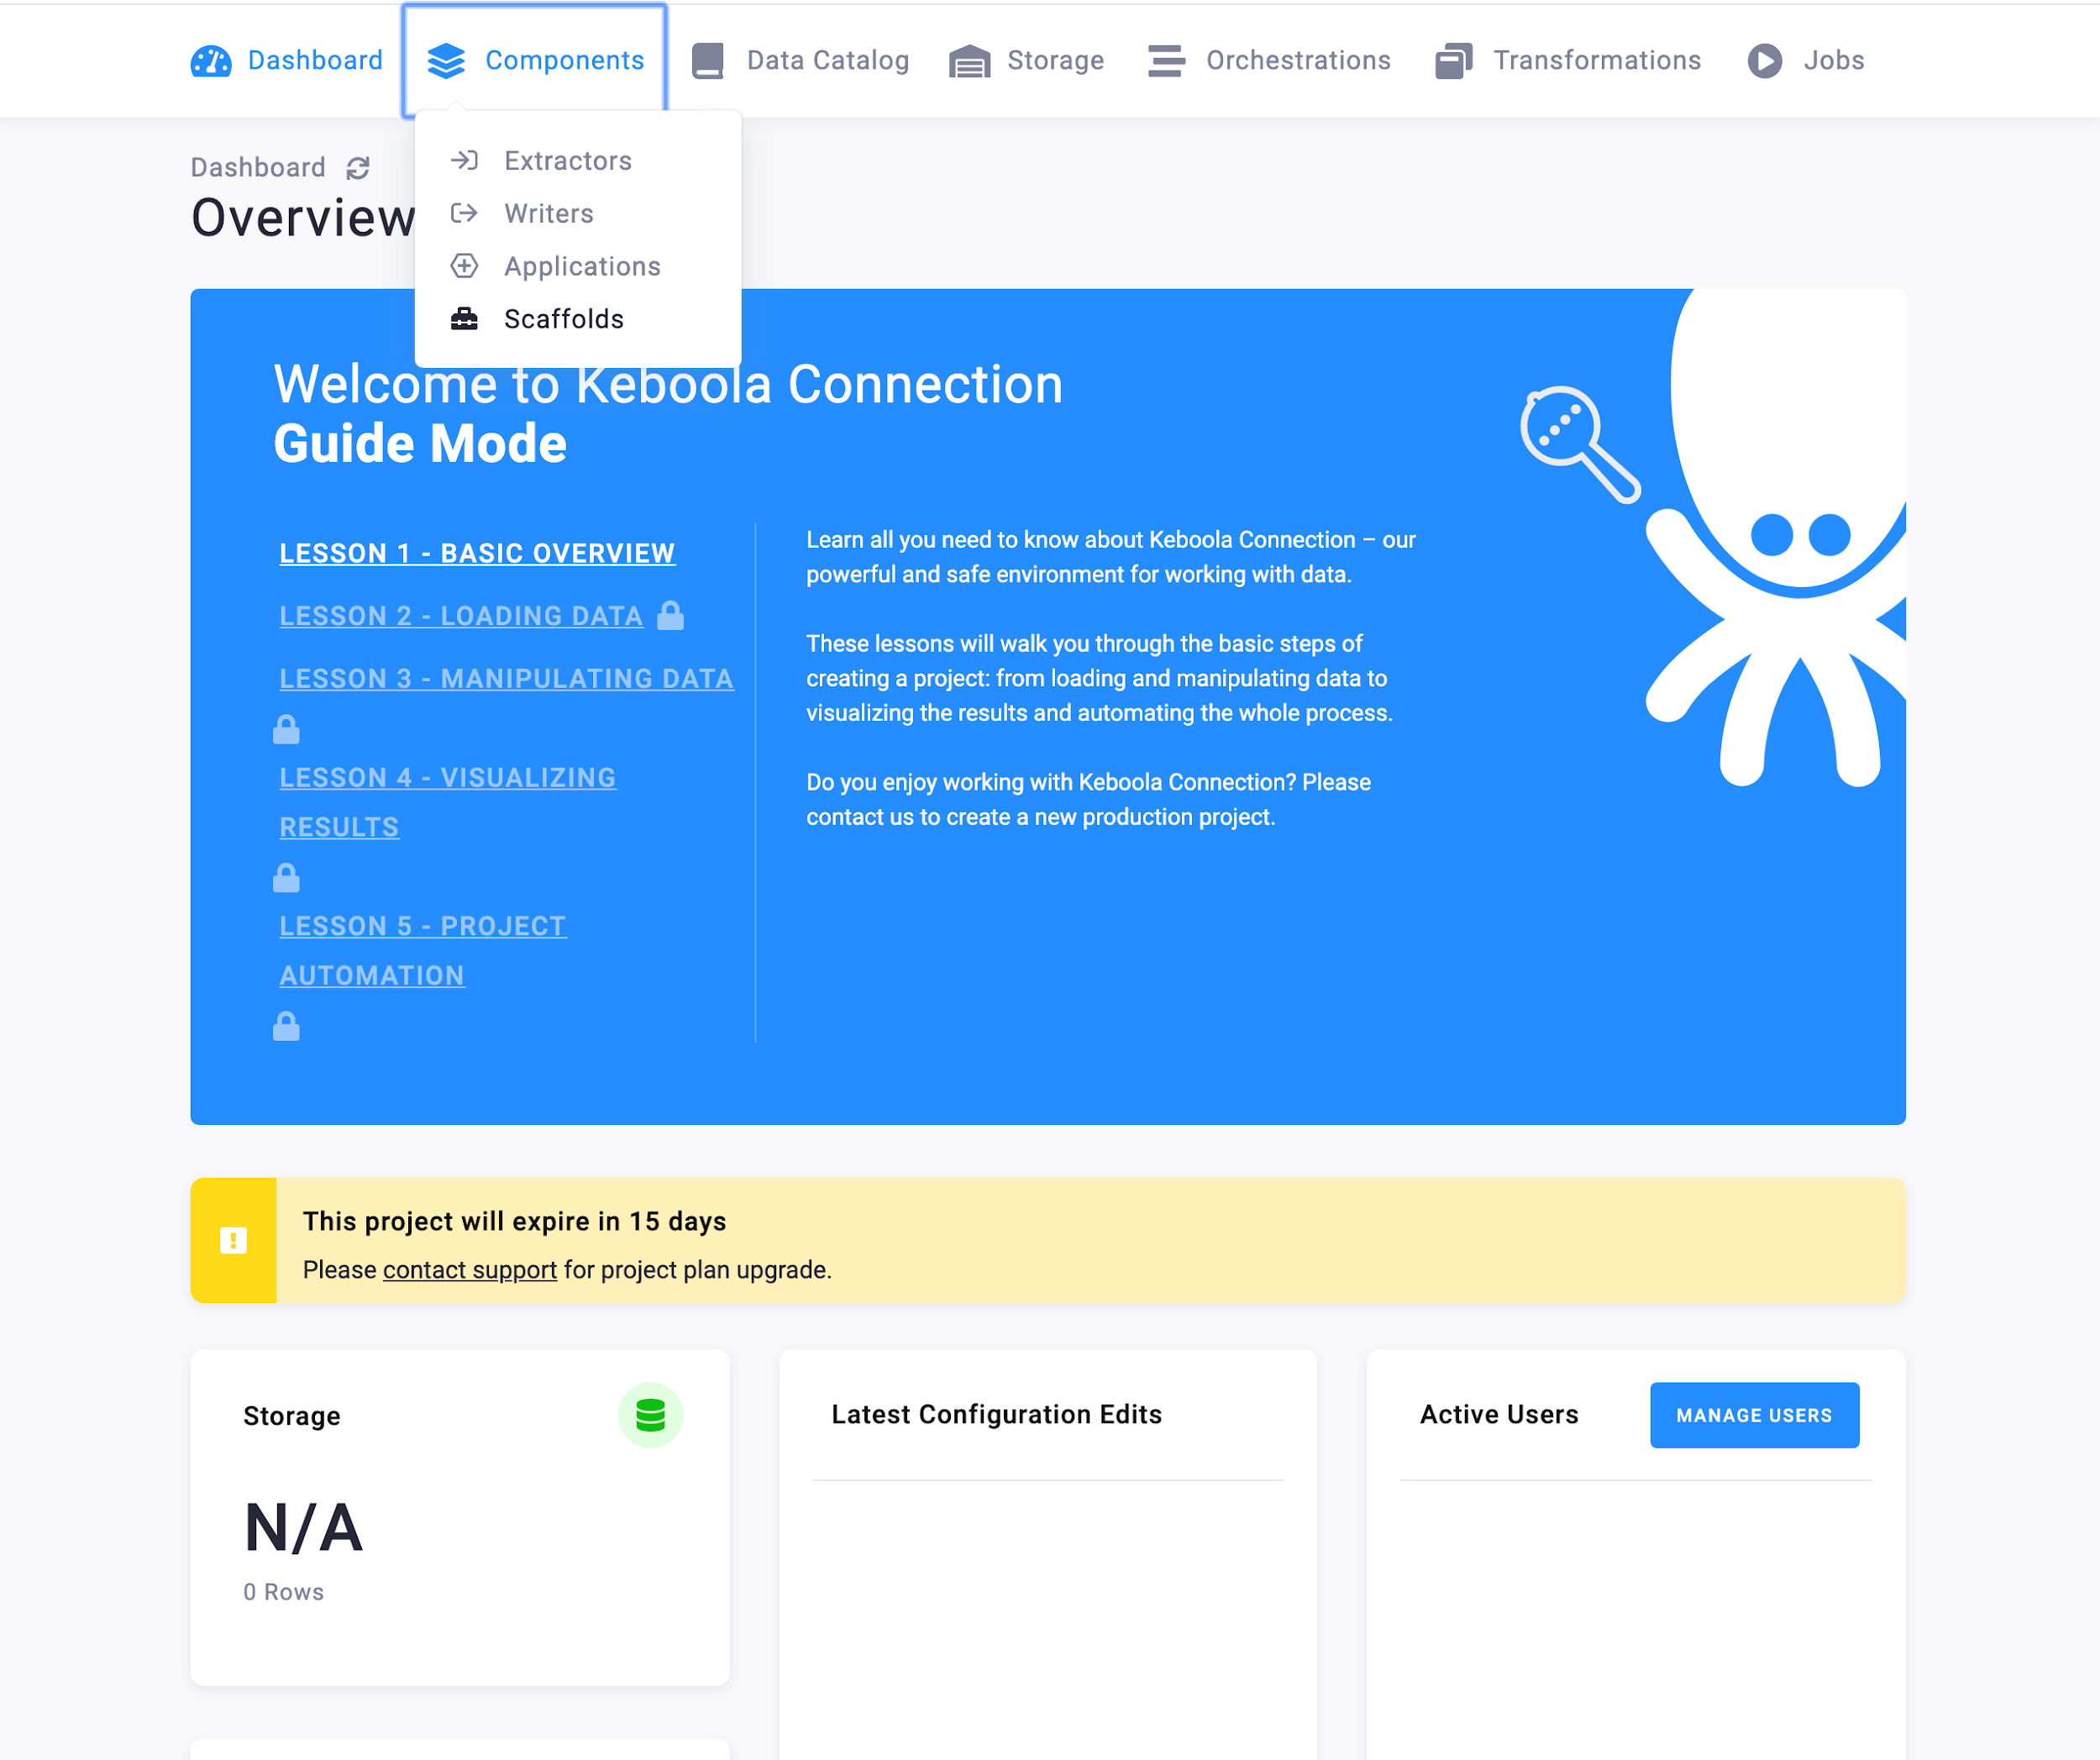 Dashboard
Components
Data Catalog
Storage
Orchestrations
Transformations
Jobs
Extractors
Writers
Applications
Scaffolds
Dashboard
Overview
Welcome to Keboola Connection
Guide Mode
LESSON 1 - BASIC OVERVIEW
LESSON 2 - LOADING DATA
LESSON 3 - MANIPULATING DATA
LESSON 4 - VISUALIZING
RESULTS
LESSON 5 - PROJECT
AUTOMATION
Learn all you need to know about Keboola Connection – our
powerful and safe environment for working with data.
These lessons will walk you through the basic steps of
creating a project: from loading and manipulating data to
visualizing the results and automating the whole process.
Do you enjoy working with Keboola Connection? Please
contact us to create a new production project.
This project will expire in 15 days
Please contact support for project plan upgrade.
Storage
N/A
0 Rows
Latest Configuration Edits
Active Users
MANAGE USERS